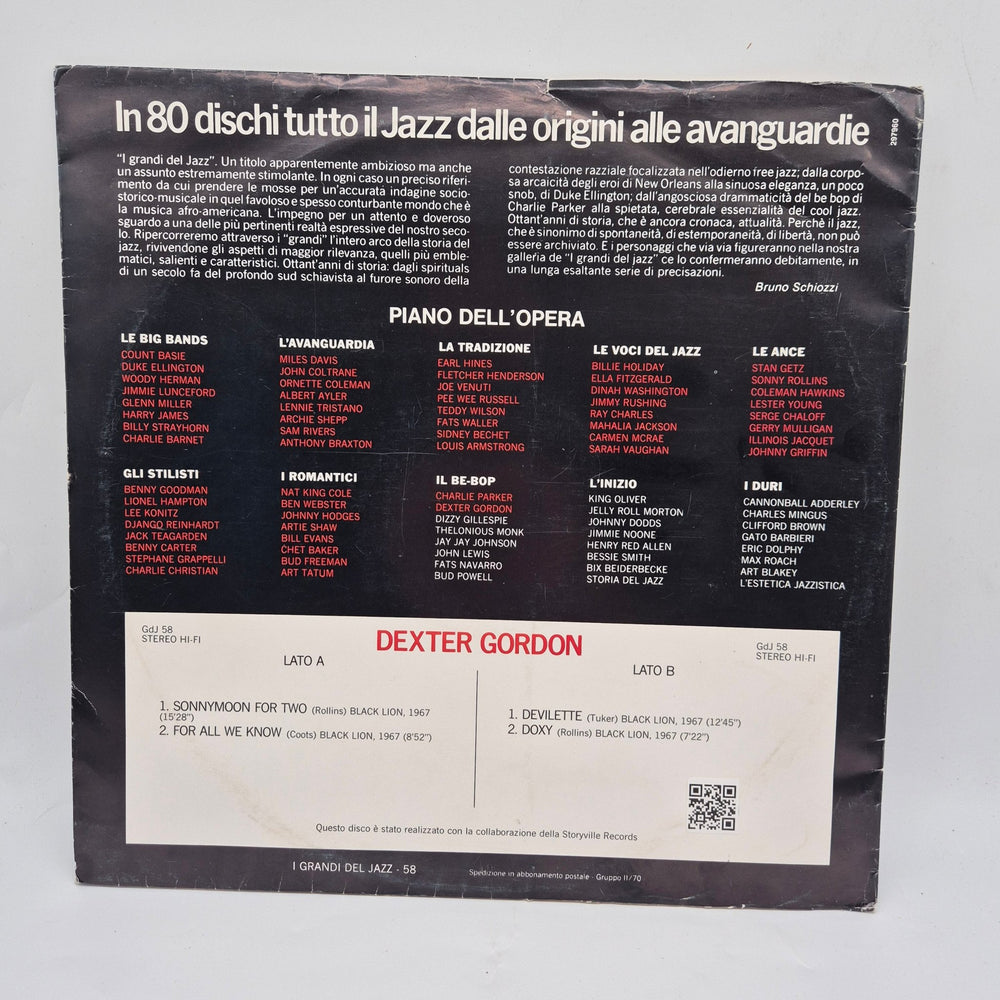 In 80 dischi tutto il Jazz dalle origini alle avanguardie
297960
"I grandi del Jazz". Un titolo apparentemente ambizioso ma anche
un assunto estremamente stimolante. In ogni caso un preciso riferi-
mento da cui prendere le mosse per un'accurata indagine socio-
storico-musicale in quel favoloso e spesso conturbante mondo che è
la musica afro-americana. L'impegno per un attento e doveroso
sguardo a una delle più pertinenti realtà espressive del nostro seco-
lo. Ripercorreremo attraverso i "grandi" l'intero arco della storia del
jazz, rivivendone gli aspetti di maggior rilevanza, quelli più emble-
matici, salienti e caratteristici. Ottant'anni di storia: dagli spirituals
di un secolo fa del profondo sud schiavista al furore sonoro della
contestazione razziale focalizzata nell'odierno free jazz; dalla corpo-
sa arcaicità degli eroi di New Orleans alla sinuosa eleganza, un poco
snob, di Duke Ellington; dall'angosciosa drammaticità del be bop di
Charlie Parker alla spietata, cerebrale essenzialità del cool jazz.
Ottant'anni di storia, che è ancora cronaca, attualità. Perchè il jazz,
che è sinonimo di spontaneità, di estemporaneità, di libertà, non può
essere archiviato. E i personaggi che via via figureranno nella nostra
galleria de "I grandi del jazz" ce lo confermeranno debitamente, in
una lunga esaltante serie di precisazioni.
Bruno Schiozzi
PIANO DELL'OPERA
LE BIG BANDS
COUNT BASIE
DUKE ELLINGTON
WOODY HERMAN
JIMMIE LUNCEFORD
GLENN MILLER
HARRY JAMES
BILLY STRAYHORN
CHARLIE BARNET
L'AVANGUARDIA
MILES DAVIS
JOHN COLTRANE
ORNETTE COLEMAN
ALBERT AYLER
LENNIE TRISTANO
ARCHIE SHEPP
SAM RIVERS
ANTHONY BRAXTON
LA TRADIZIONE
EARL HINES
FLETCHER HENDERSON
JOE VENUTI
PEE WEE RUSSELL
TEDDY WILSON
FATS WALLER
SIDNEY BECHET
LOUIS ARMSTRONG
LE VOCI DEL JAZZ
BILLIE HOLIDAY
ELLA FITZGERALD
DINAH WASHINGTON
JIMMY RUSHING
RAY CHARLES
MAHALIA JACKSON
CARMEN MCRAE
SARAH VAUGHAN
LE ANCE
STAN GETZ
SONNY ROLLINS
COLEMAN HAWKINS
LESTER YOUNG
SERGE CHALOFF
GERRY MULLIGAN
ILLINOIS JACQUET
JOHNNY GRIFFIN
GLI STILISTI
BENNY GOODMAN
LIONEL HAMPTON
LEE KONITZ
DJANGO REINHARDT
JACK TEAGARDEN
BENNY CARTER
STEPHANE GRAPPELLI
CHARLIE CHRISTIAN
I ROMANTICI
NAT KING COLE
BEN WEBSTER
JOHNNY HODGES
ARTIE SHAW
BILL EVANS
CHET BAKER
BUD FREEMAN
ART TATUM
IL BE-BOP
CHARLIE PARKER
DEXTER GORDON
DIZZY GILLESPIE
THELONIOUS MONK
JAY JAY JOHNSON
JOHN LEWIS
FATS NAVARRO
BUD POWELL
L'INIZIO
KING OLIVER
JELLY ROLL MORTON
JOHNNY DODDS
JIMMIE NOONE
HENRY RED ALLEN
BESSIE SMITH
BIX BEIDERBECKE
STORIA DEL JAZZ
I DURI
CANNONBALL ADDERLEY
CHARLES MINGUS
CLIFFORD BROWN
GATO BARBIERI
ERIC DOLPHY
MAX ROACH
ART BLAKEY
L'ESTETICA JAZZISTICA
GdJ 58
STEREO HI-FI
DEXTER GORDON
GdJ 58
STEREO HI-FI
LATO A
1. SONNYMOON FOR TWO (Rollins) BLACK LION, 1967
(15'28")
2. FOR ALL WE KNOW (Coots) BLACK LION, 1967 (8'52")
LATO B
1. DEVILETTE (Tuker) BLACK LION, 1967 (12'45")
2. DOXY (Rollins) BLACK LION, 1967 (7'22")
Questo disco è stato realizzato con la collaborazione della Storyville Records
I GRANDI DEL JAZZ - 58
Spedizione in abbonamento postale - Gruppo II/70